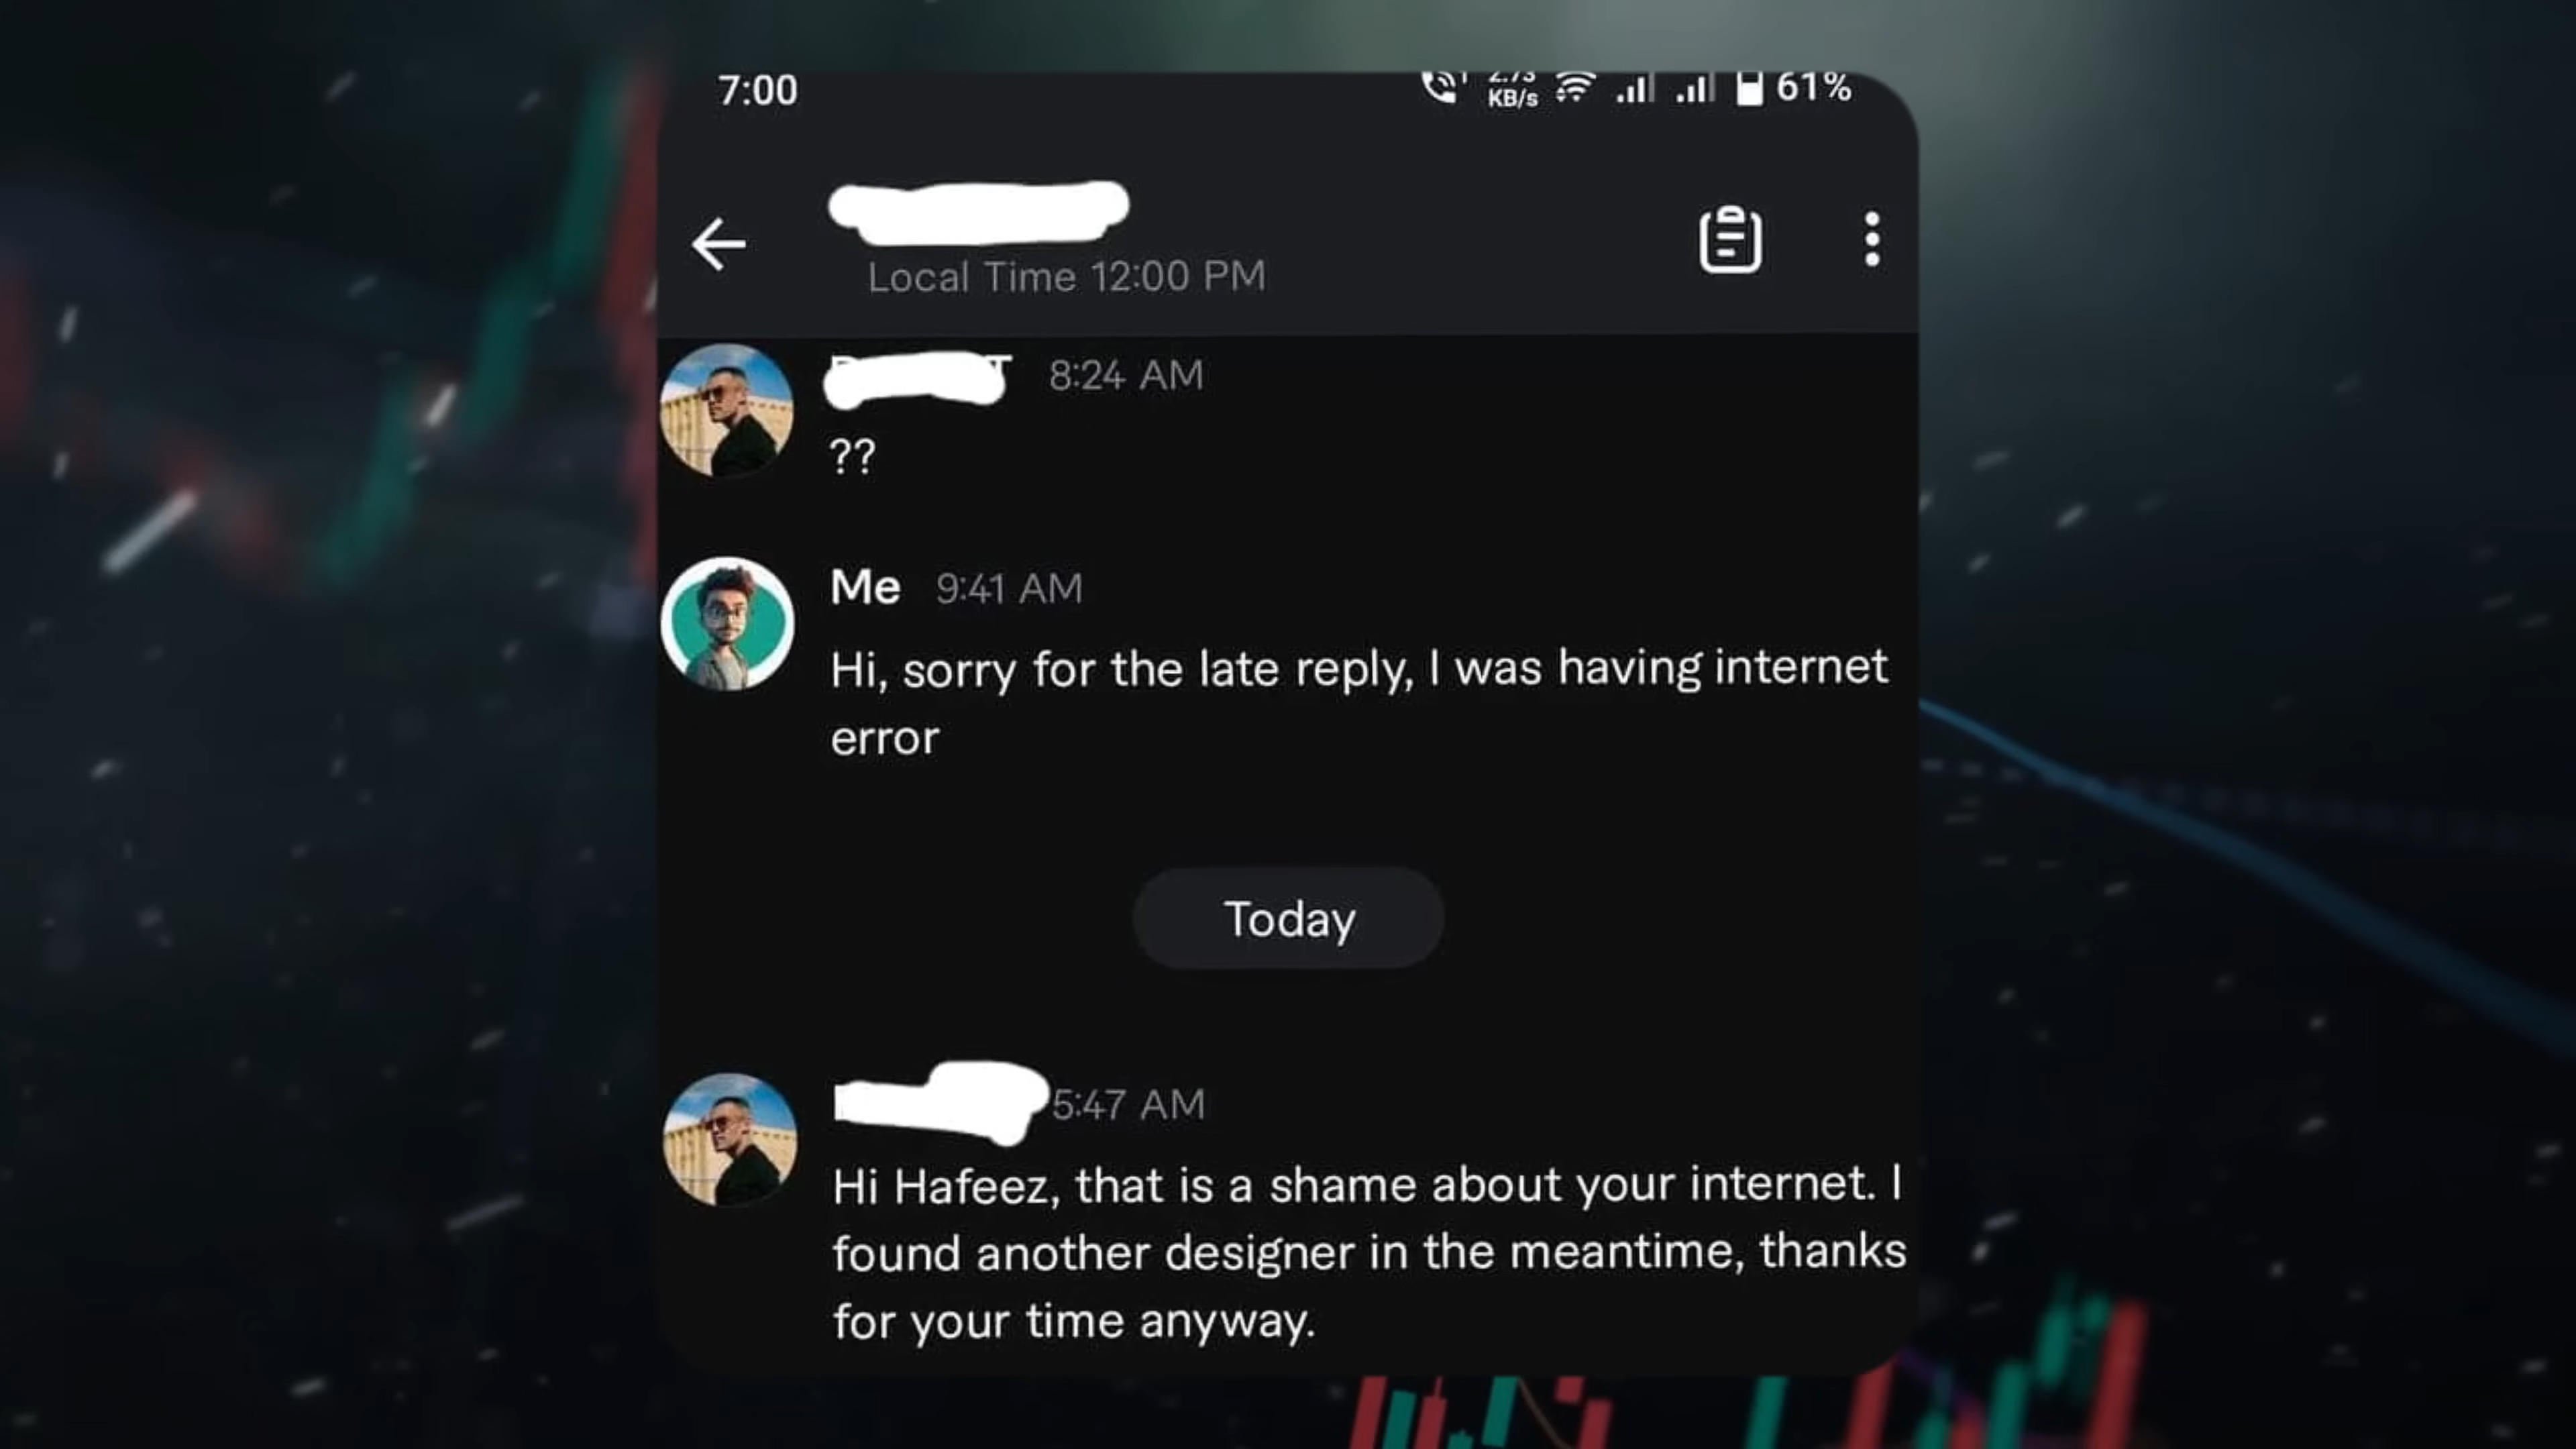 7:00
KB/s
61%
Local Time 12:00 PM
8:24 AM
??
Me 9:41 AM
Hi, sorry for the late reply, I was having internet
error
Today
5:47 AM
Hi Hafeez, that is a shame about your internet. I
found another designer in the meantime, thanks
for your time anyway.